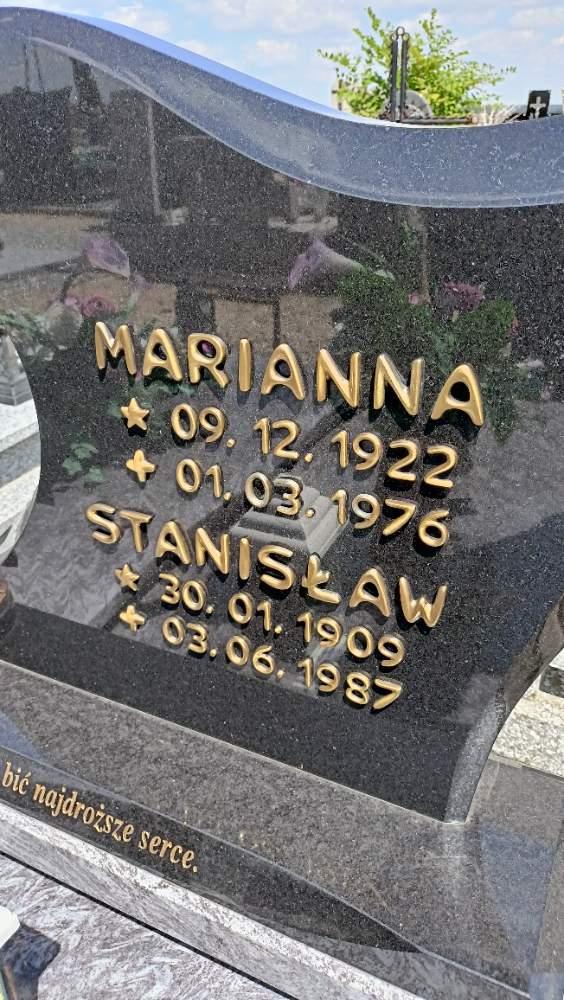 MARIANNA
★ 09. 12. 1922
✝ 01. 03. 1976
STANISŁAW
★ 30. 01. 1909
✝ 03. 06. 1987
bić najdroższe serce.